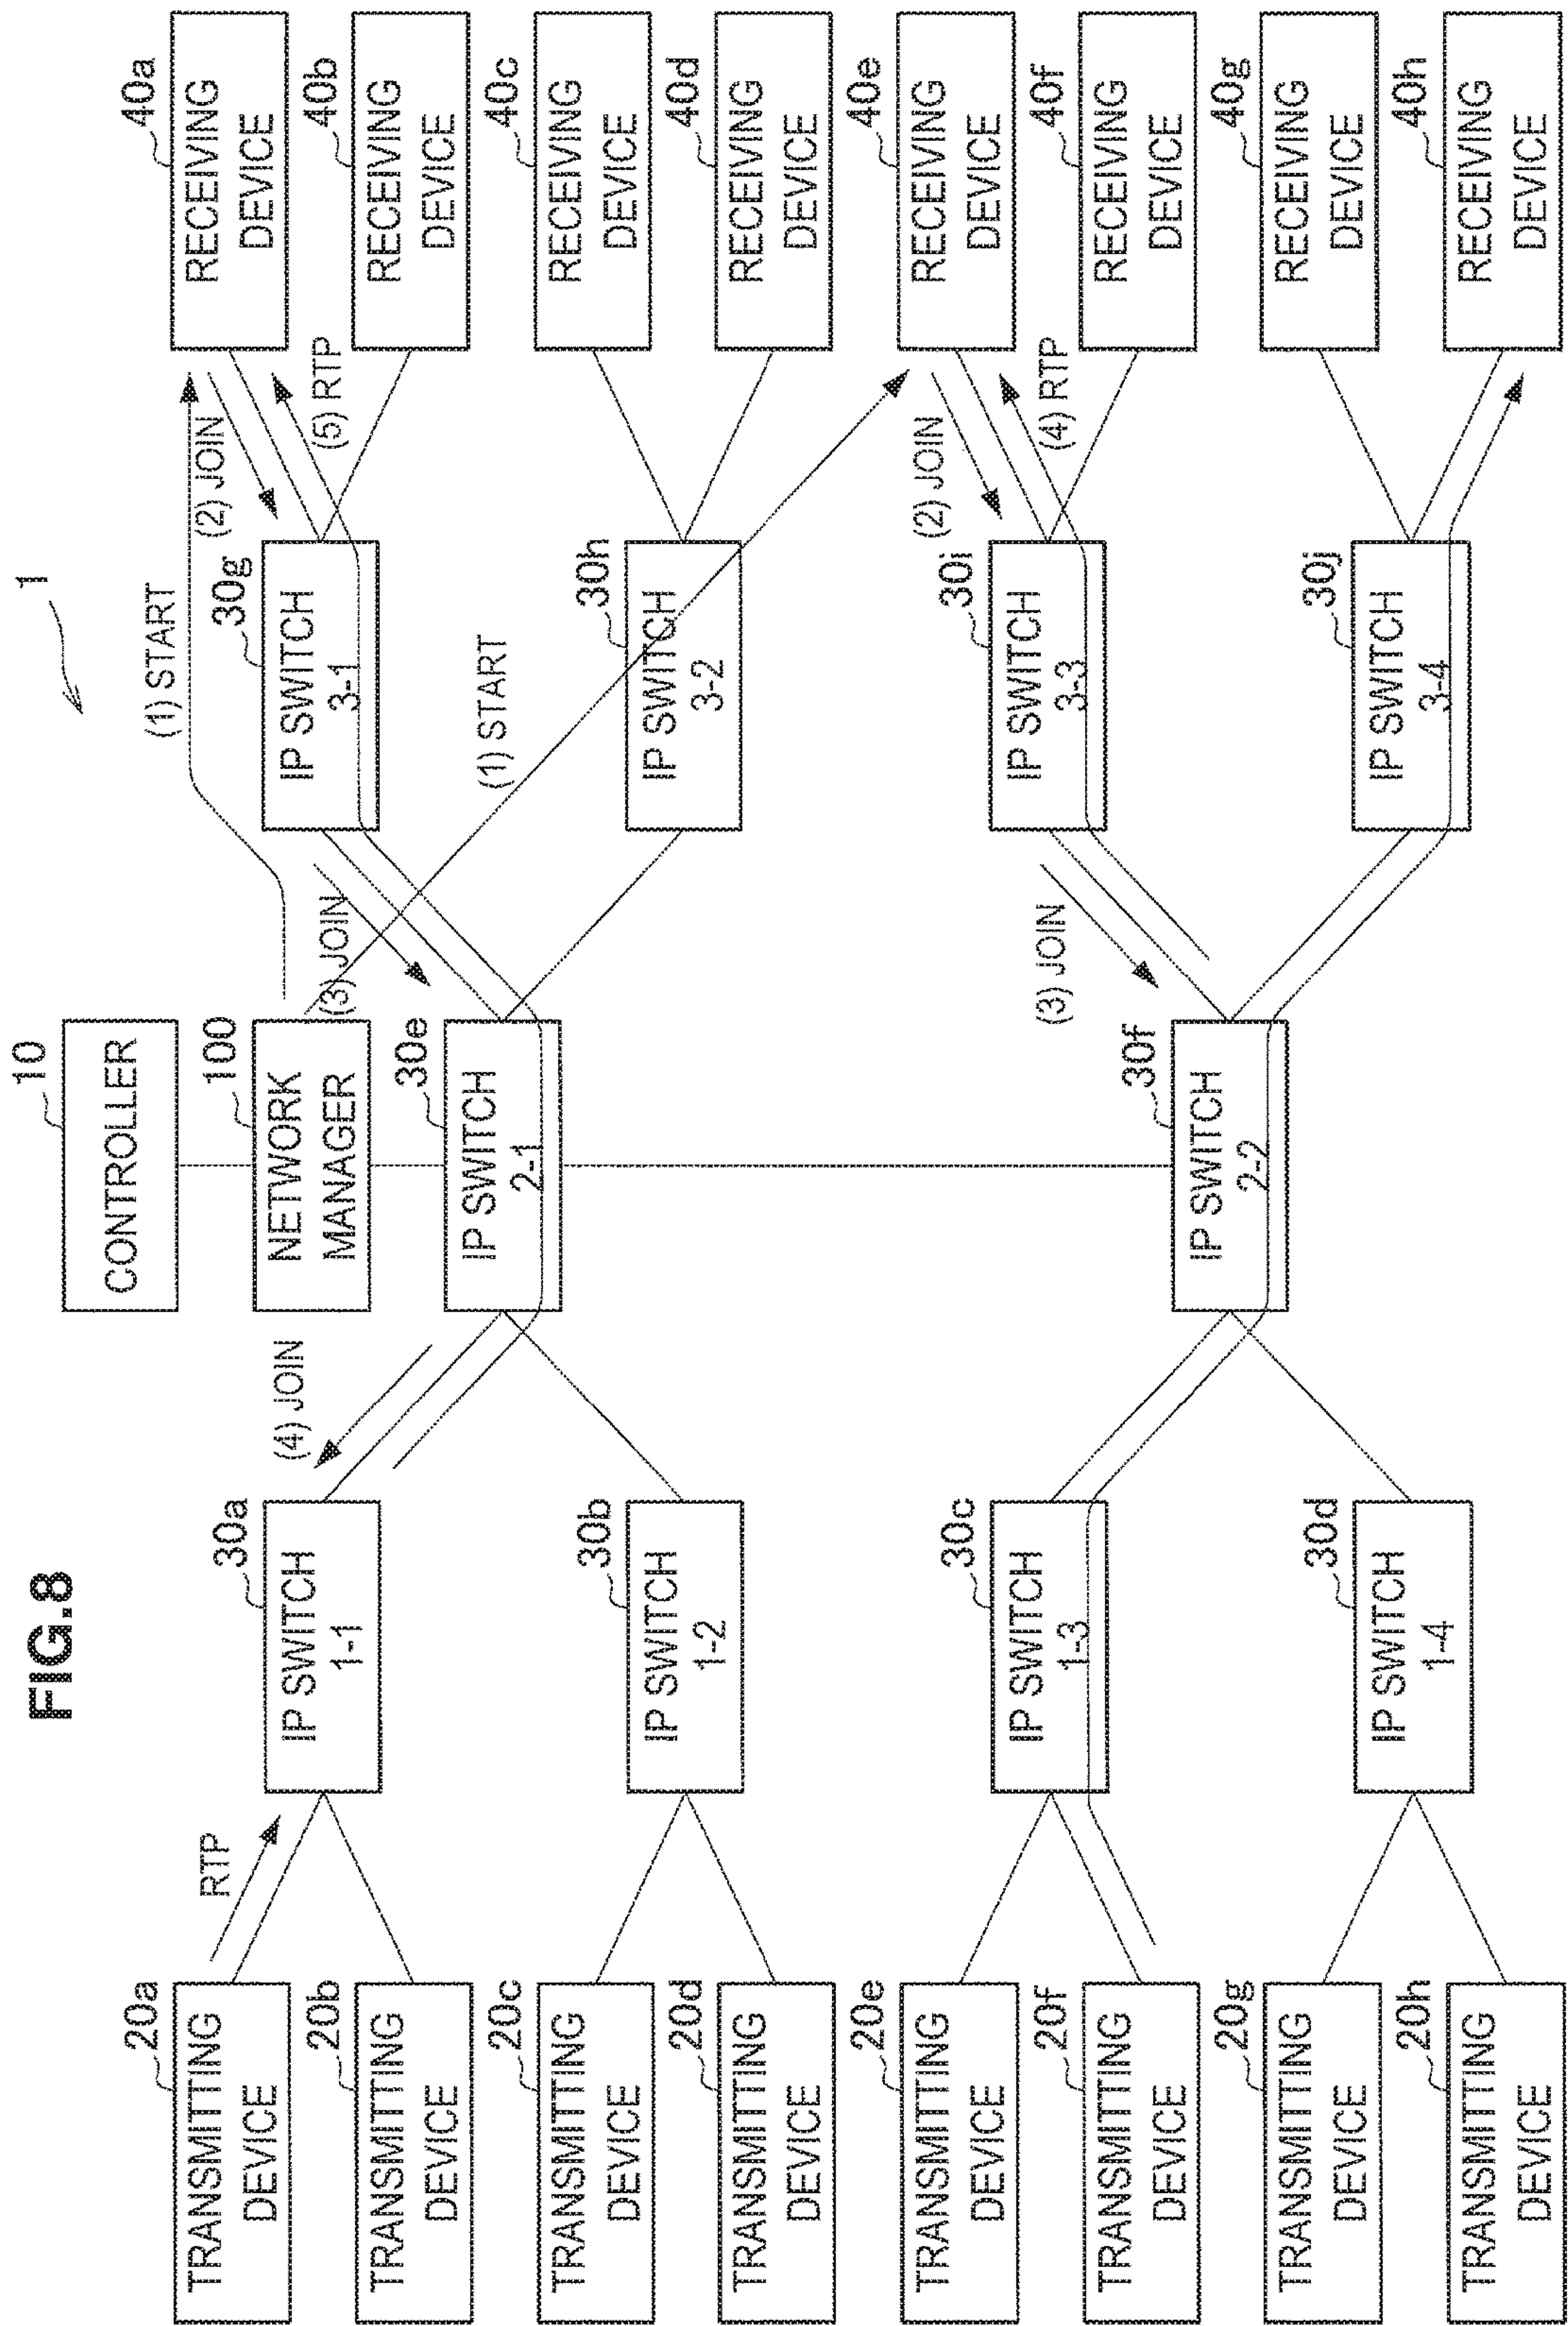 FIG.8
1
10
CONTROLLER
100
NETWORK
MANAGER
20a
TRANSMITTING
DEVICE
20b
TRANSMITTING
DEVICE
20c
TRANSMITTING
DEVICE
20d
TRANSMITTING
DEVICE
20e
TRANSMITTING
DEVICE
20f
TRANSMITTING
DEVICE
20g
TRANSMITTING
DEVICE
20h
TRANSMITTING
DEVICE
RTP
30a
IP SWITCH
1-1
30b
IP SWITCH
1-2
30c
IP SWITCH
1-3
30d
IP SWITCH
1-4
(4) JOIN
30e
IP SWITCH
2-1
30f
IP SWITCH
2-2
(3) JOIN
(3) JOIN
(1) START
(1) START
30g
IP SWITCH
3-1
30h
IP SWITCH
3-2
30i
IP SWITCH
3-3
30j
IP SWITCH
3-4
(2) JOIN
(5) RTP
(2) JOIN
(4) RTP
40a
RECEIVING
DEVICE
40b
RECEIVING
DEVICE
40c
RECEIVING
DEVICE
40d
RECEIVING
DEVICE
40e
RECEIVING
DEVICE
40f
RECEIVING
DEVICE
40g
RECEIVING
DEVICE
40h
RECEIVING
DEVICE